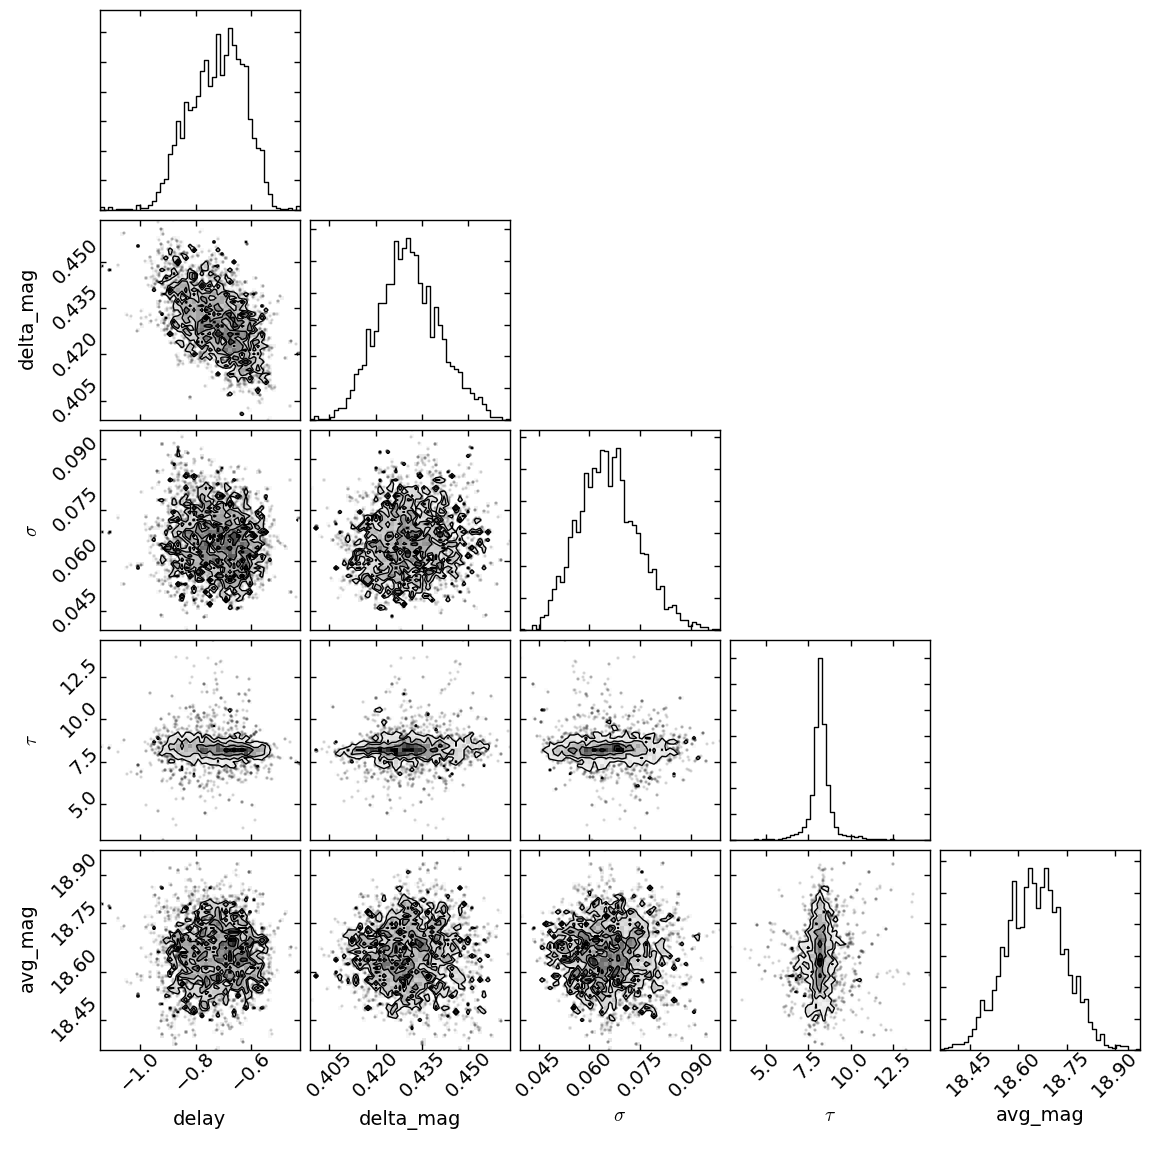 0.450
0.435
0.420
0.405
delta_mag
0.090
0.075
0.060
0.045
σ
12.5
10.0
7.5
5.0
τ
18.90
18.75
18.60
18.45
avg_mag
−1.0 −0.8 −0.6
0.405 0.420 0.435 0.450
0.045 0.060 0.075 0.090
5.0 7.5 10.0 12.5
18.45 18.60 18.75 18.90
delay delta_mag σ τ avg_mag